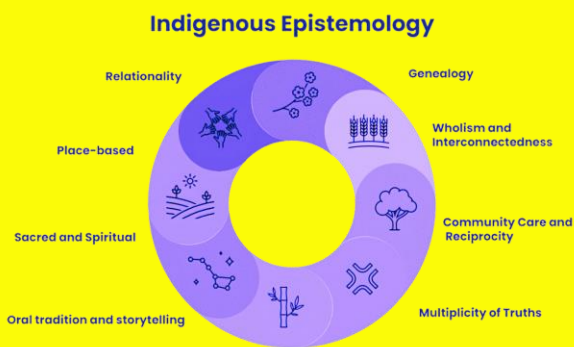 Indigenous Epistemology
Relationality
Genealogy
Place-based
Wholism and
Interconnectedness
Sacred and Spiritual
Community Care and
Reciprocity
Oral tradition and storytelling
Multiplicity of Truths